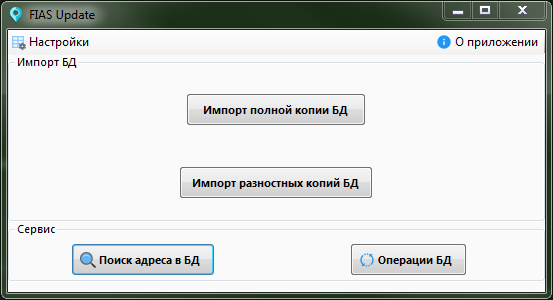 FIAS Update
Настройки О приложении
Импорт БД
Импорт полной копии БД
Импорт разностных копий БД
Сервис
Поиск адреса в БД Операции БД